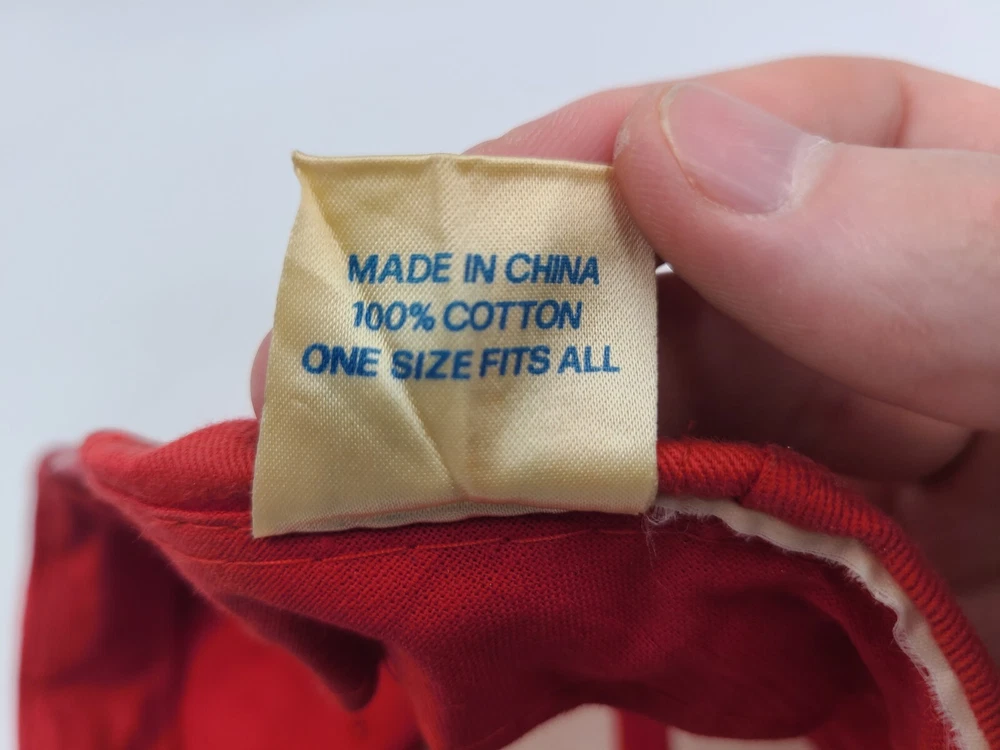 MADE IN CHINA
100% COTTON
ONE SIZE FITS ALL